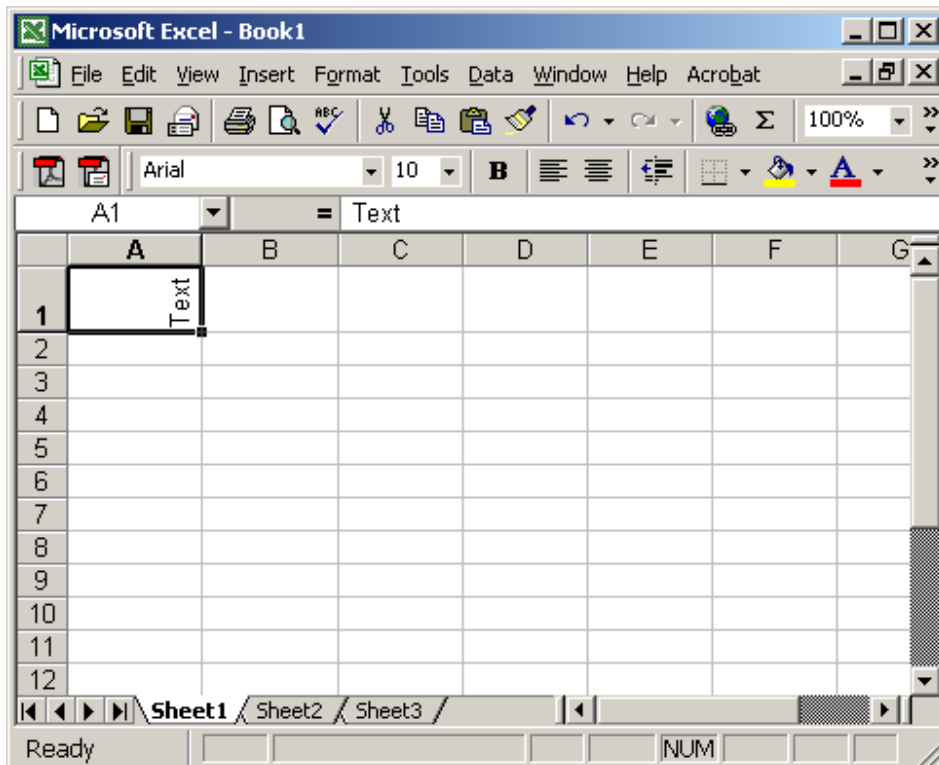 Microsoft Excel - Book1
File Edit View Insert Format Tools Data Window Help Acrobat
ABC Σ 100% »
Arial 10 B A »
A1 = Text
A B C D E F G
1 Text
2
3
4
5
6
7
8
9
10
11
12
Sheet1 Sheet2 Sheet3
Ready NUM